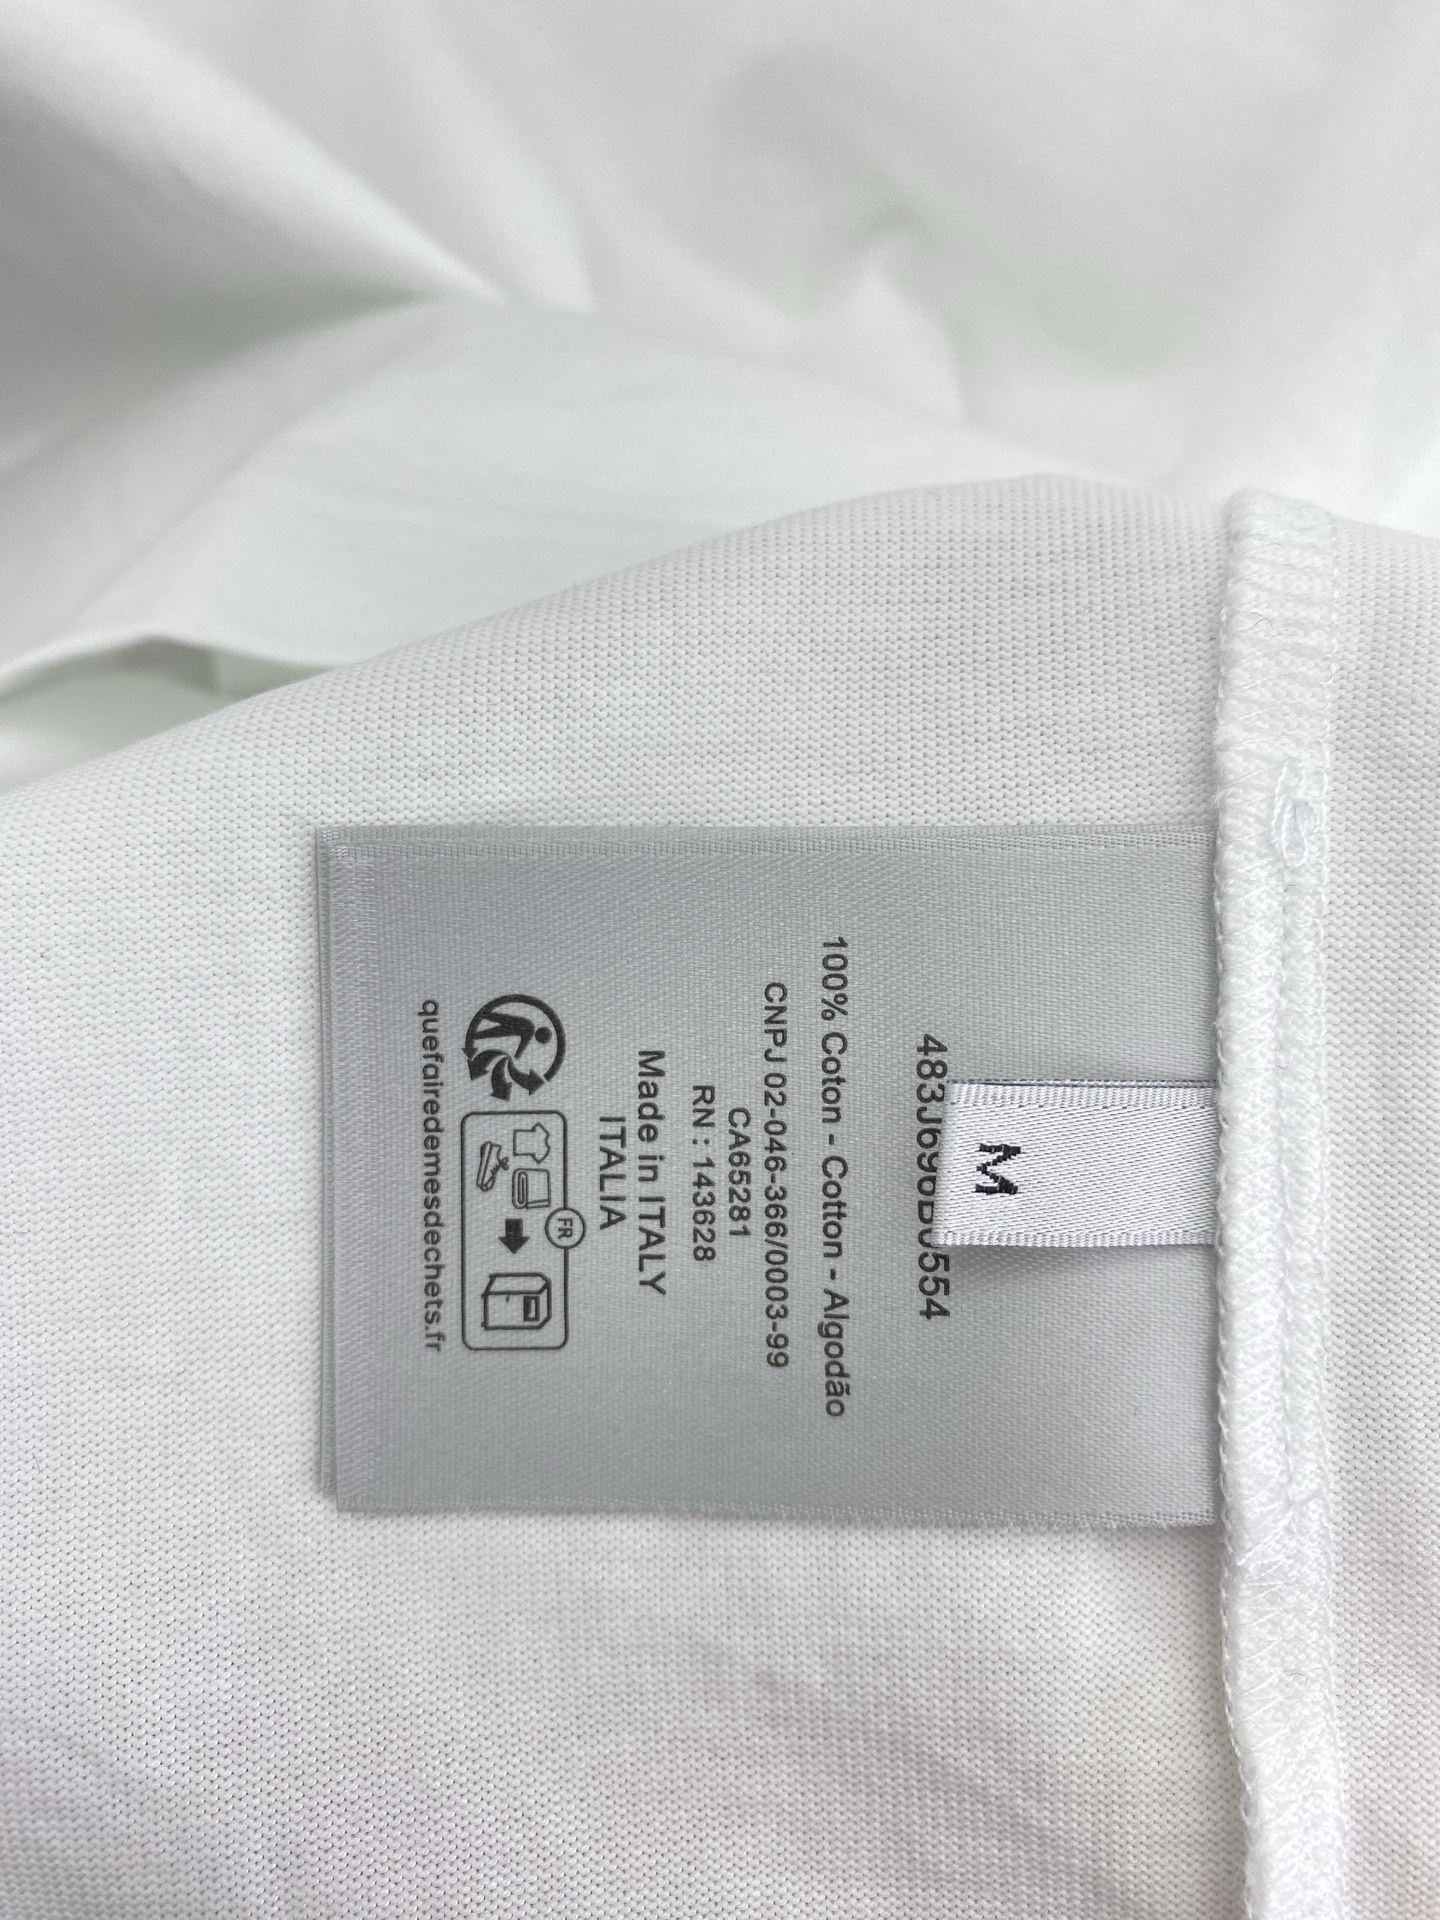 M
483J696B0554
100% Coton - Cotton - Algodão
CNPJ 02-046-366/0003-99
CA65281
RN : 143628
Made in ITALY
ITALIA
FR
quefairedemesdechets.fr